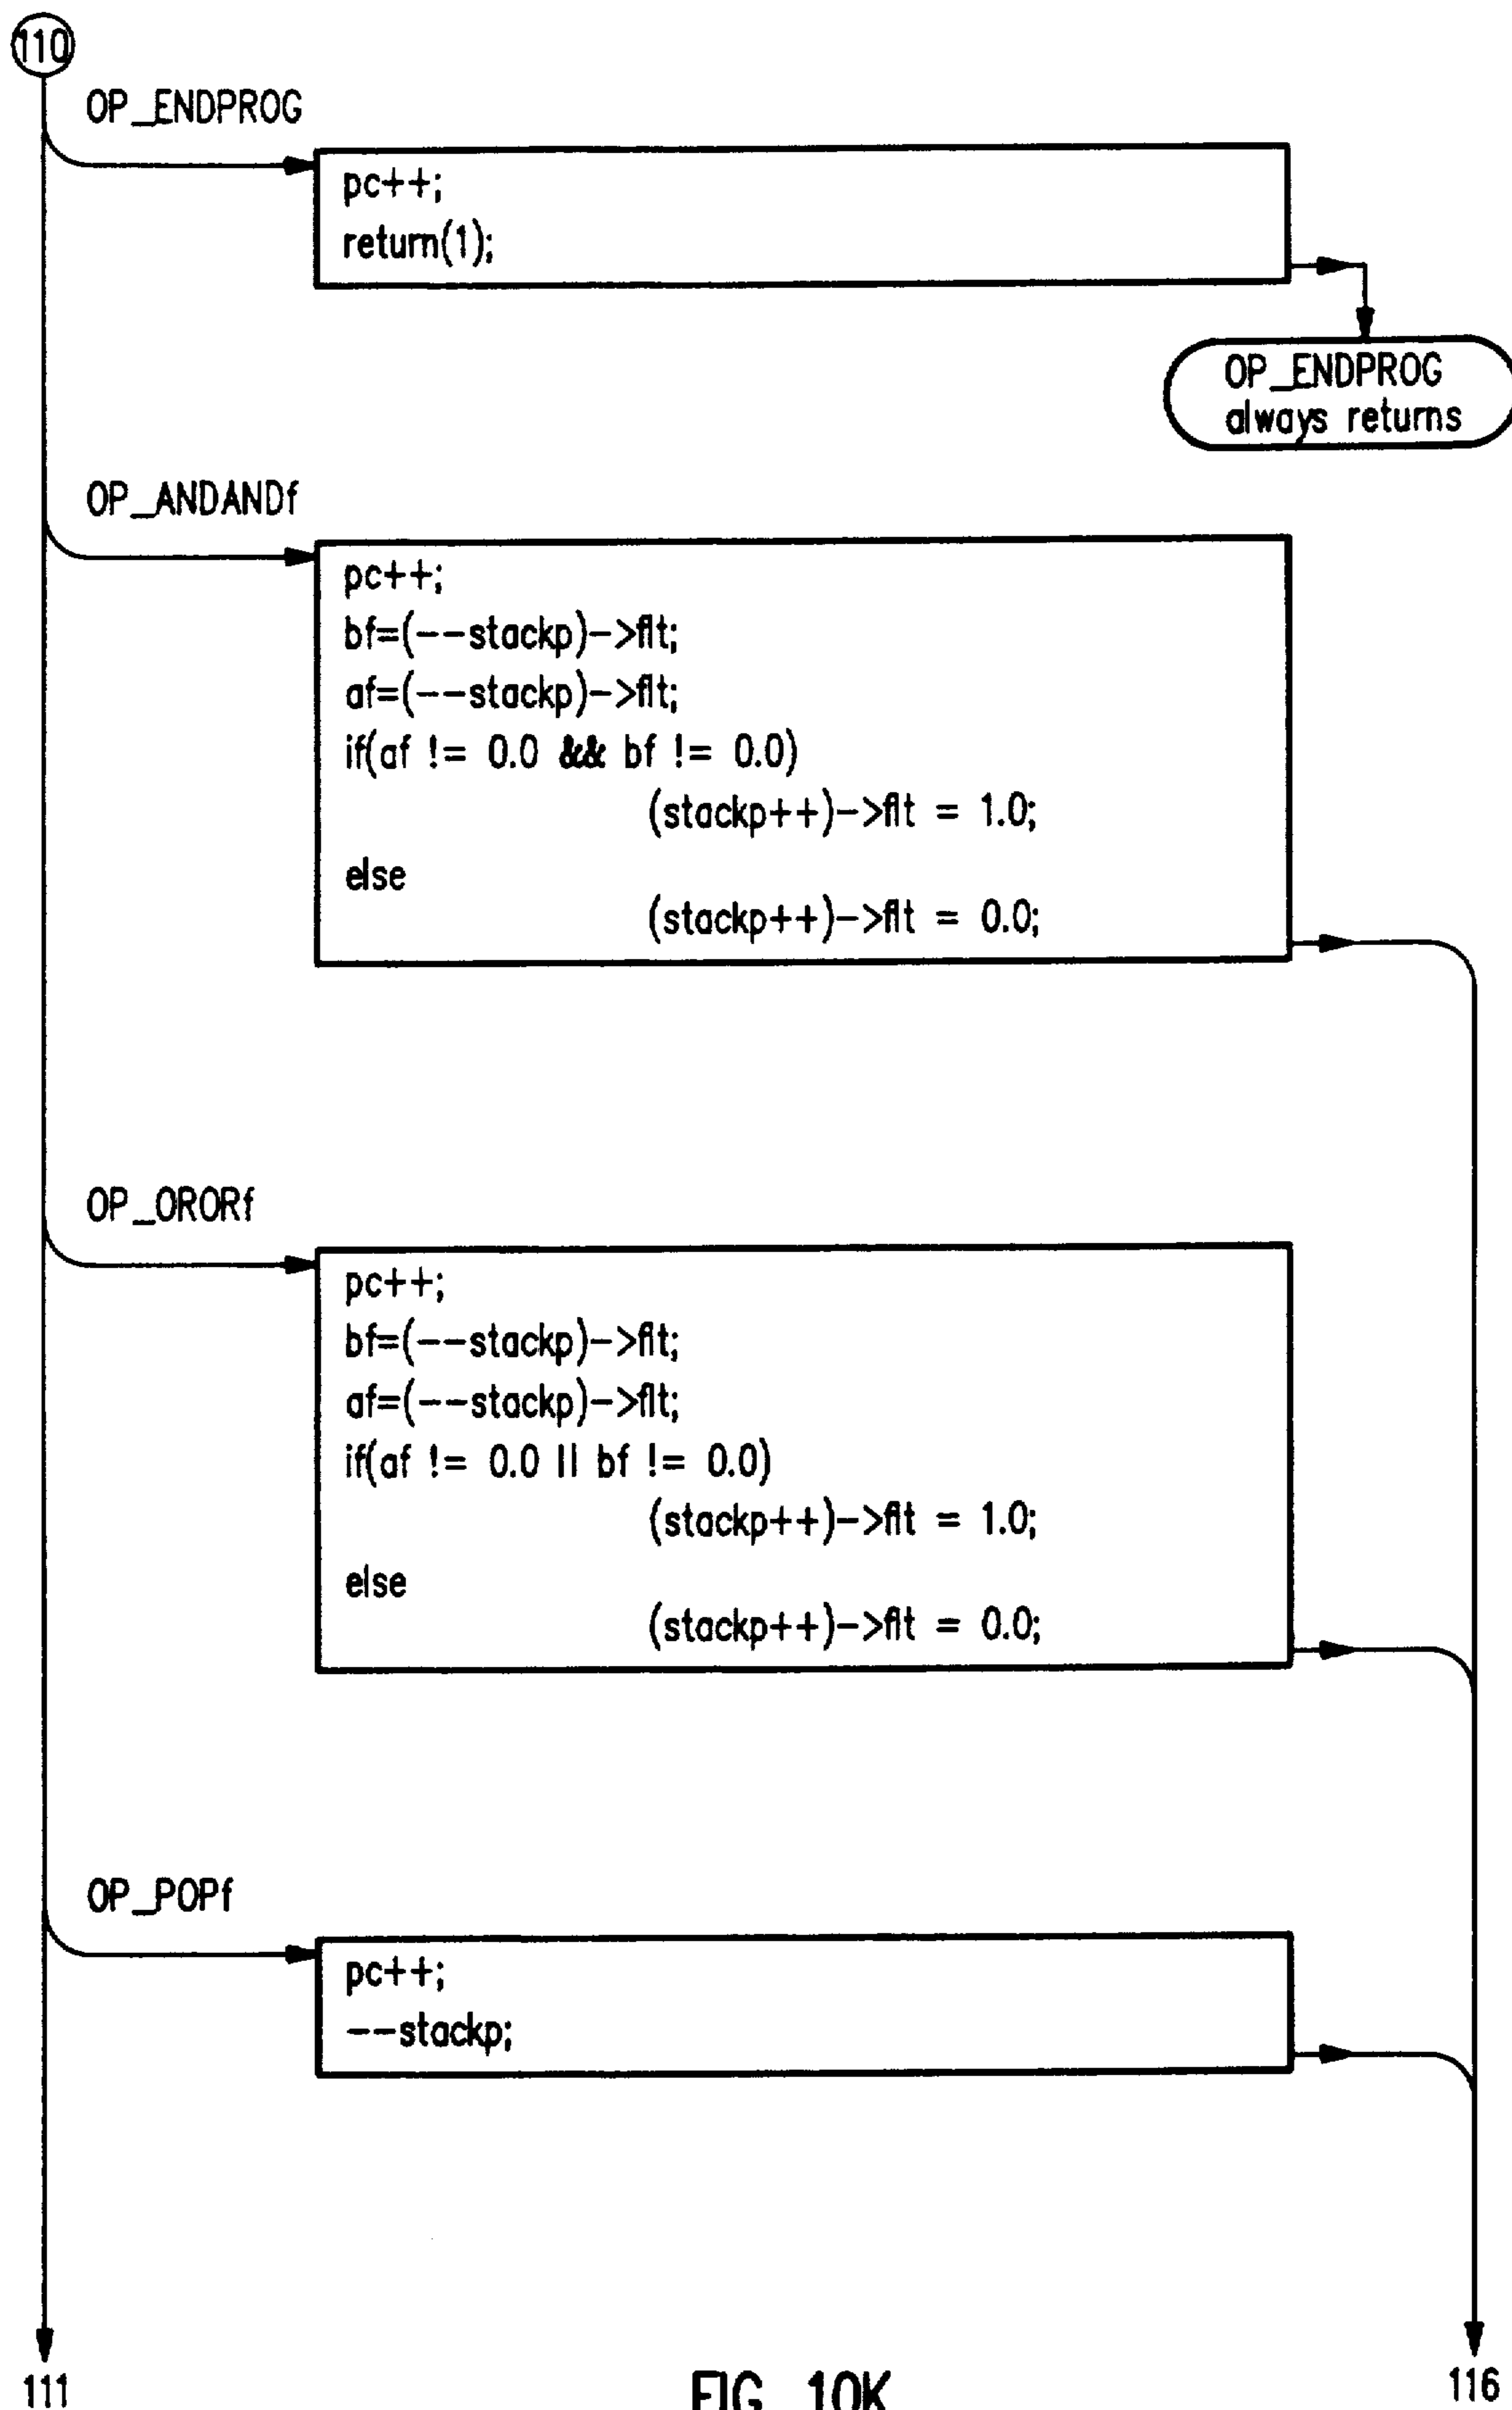 110
OP_ENDPROG
pc++;
return(1);
OP_ENDPROG
always returns
OP_ANDANDf
pc++;
bf=(--stackp)->flt;
af=(--stackp)->flt;
if(af != 0.0 && bf != 0.0)
(stackp++)->flt = 1.0;
else
(stackp++)->flt = 0.0;
OP_ORORf
pc++;
bf=(--stackp)->flt;
af=(--stackp)->flt;
if(af != 0.0 || bf != 0.0)
(stackp++)->flt = 1.0;
else
(stackp++)->flt = 0.0;
OP_POPf
pc++;
--stackp;
111
FIG. 10K
116